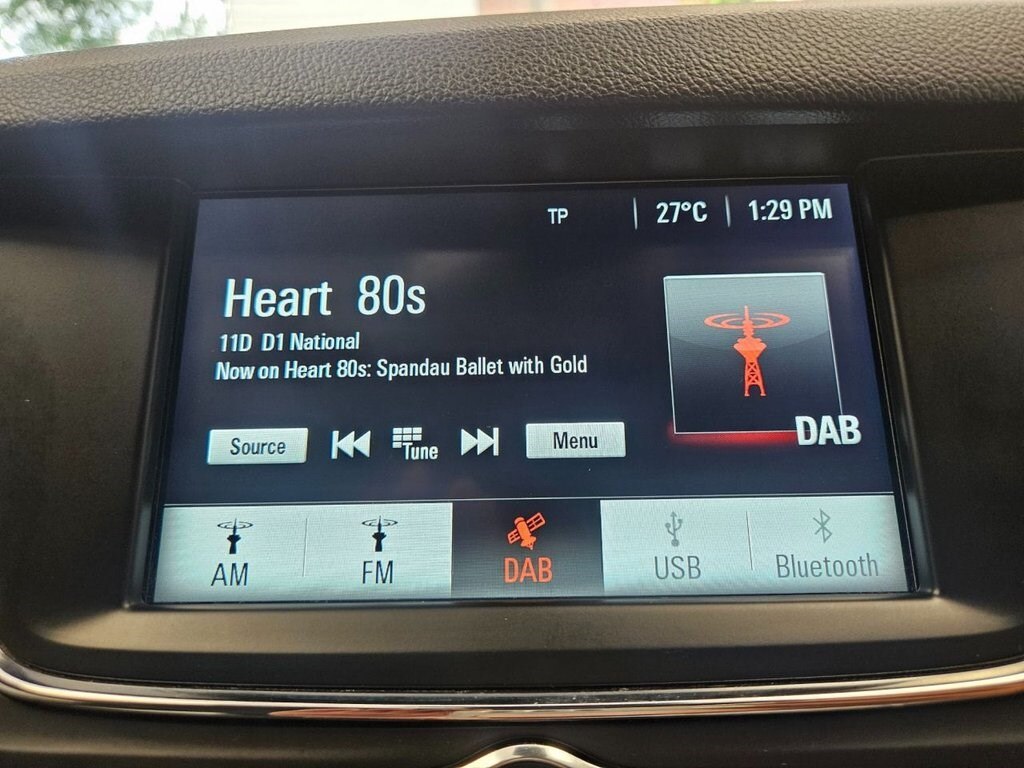 TP 27°C 1:29 PM
Heart 80s
11D D1 National
Now on Heart 80s: Spandau Ballet with Gold
DAB
Source Tune Menu
AM FM DAB USB Bluetooth